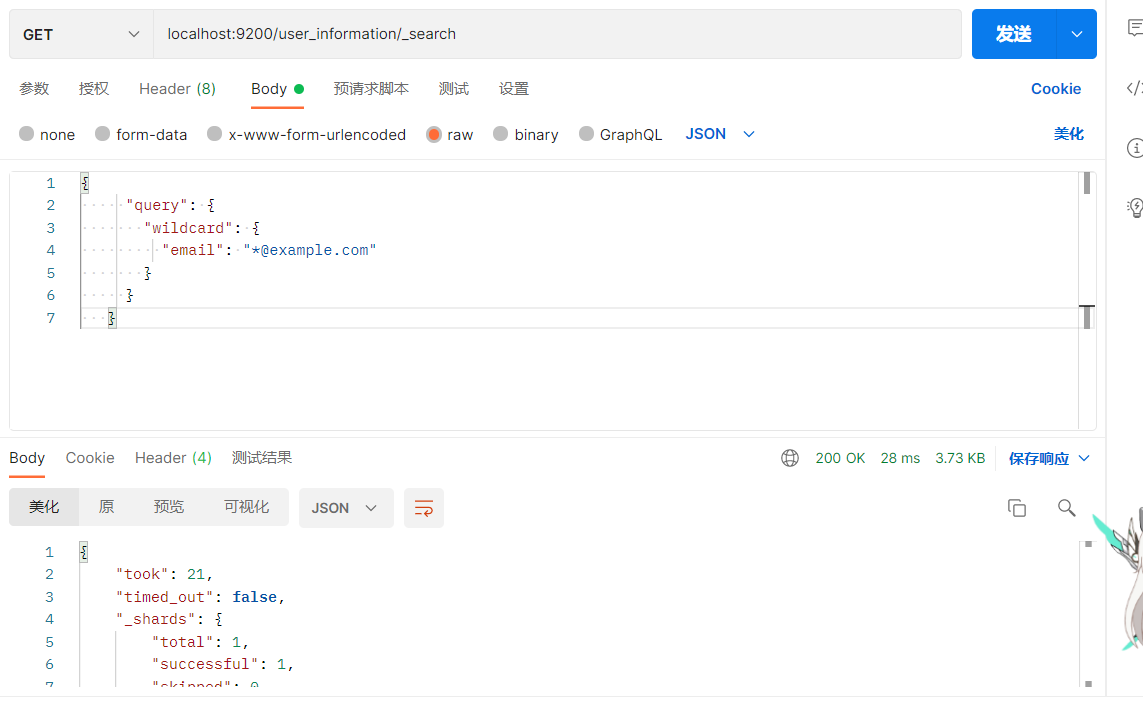 GET localhost:9200/user_information/_search 发送
参数 授权 Header (8) Body 预请求脚本 测试 设置 Cookie
none form-data x-www-form-urlencoded raw binary GraphQL JSON 美化
1 {
2 "query": {
3 "wildcard": {
4 "email": "*@example.com"
5 }
6 }
7 }
Body Cookie Header (4) 测试结果 200 OK 28 ms 3.73 KB 保存响应
美化 原 预览 可视化 JSON
1 {
2 "took": 21,
3 "timed_out": false,
4 "_shards": {
5 "total": 1,
6 "successful": 1,
7 "skipped": 0